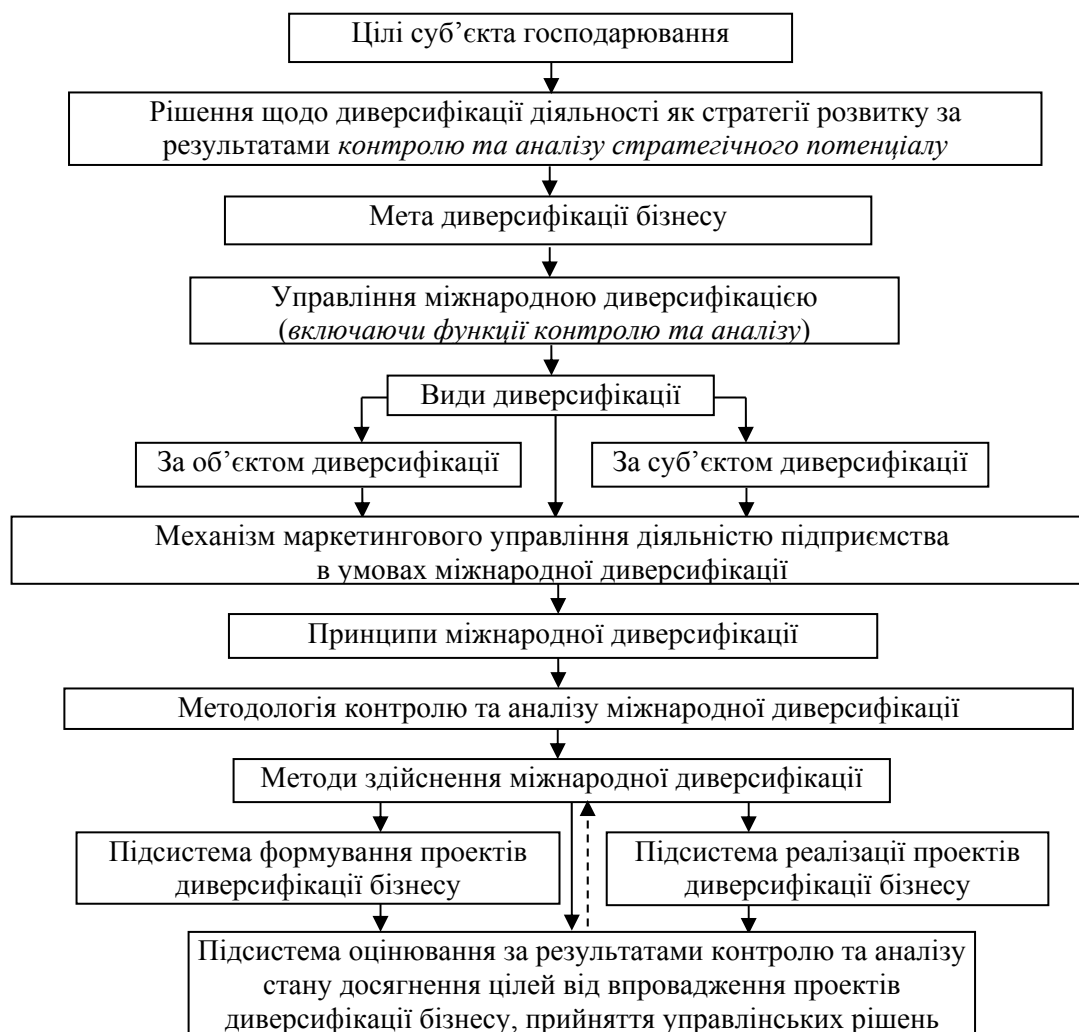 Цілі суб’єкта господарювання
Рішення щодо диверсифікації діяльності як стратегії розвитку за
результатами контролю та аналізу стратегічного потенціалу
Мета диверсифікації бізнесу
Управління міжнародною диверсифікацією
(включаючи функції контролю та аналізу)
Види диверсифікації
За об’єктом диверсифікації
За суб’єктом диверсифікації
Механізм маркетингового управління діяльністю підприємства
в умовах міжнародної диверсифікації
Принципи міжнародної диверсифікації
Методологія контролю та аналізу міжнародної диверсифікації
Методи здійснення міжнародної диверсифікації
Підсистема формування проектів
диверсифікації бізнесу
Підсистема реалізації проектів
диверсифікації бізнесу
Підсистема оцінювання за результатами контролю та аналізу
стану досягнення цілей від впровадження проектів
диверсифікації бізнесу, прийняття управлінських рішень